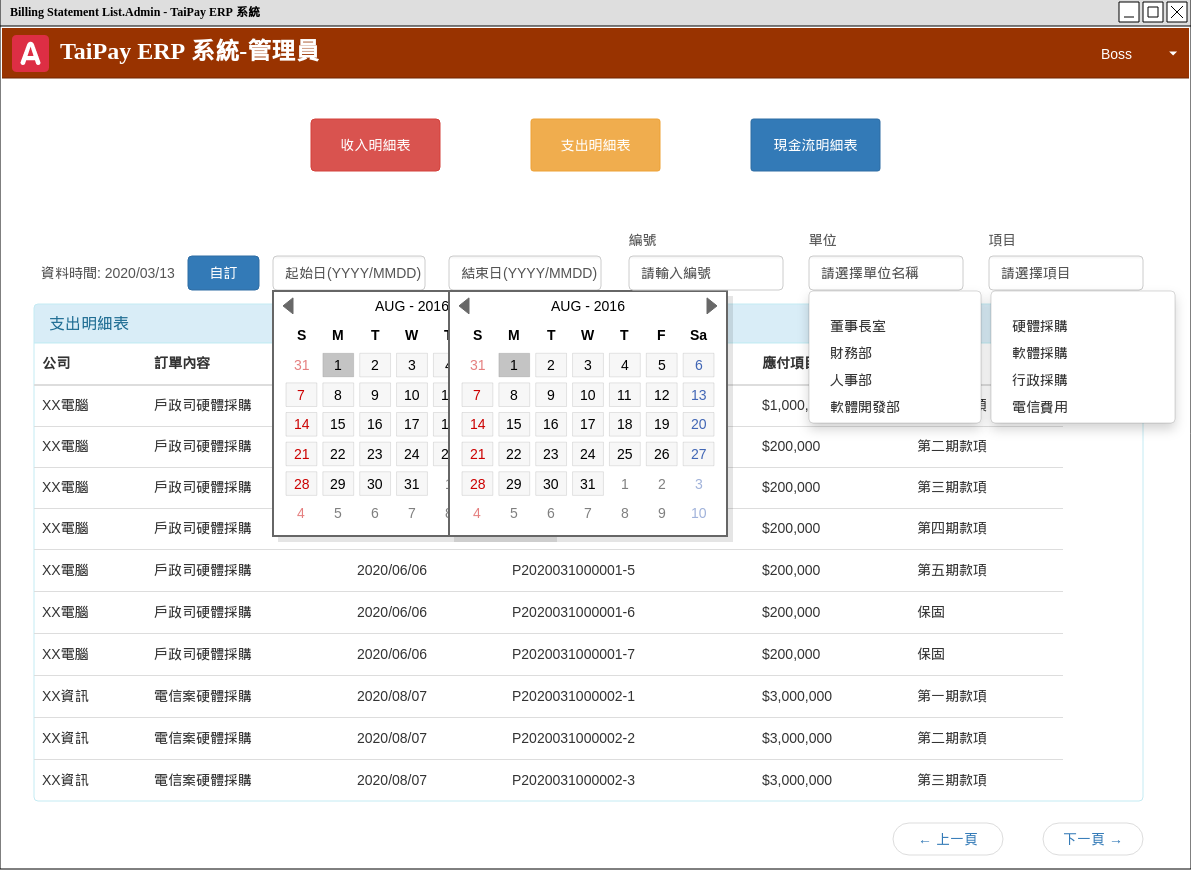 Billing Statement List.Admin - TaiPay ERP 系統
A TaiPay ERP 系統-管理員 Boss
收入明細表 支出明細表 現金流明細表
編號 單位 項目
資料時間: 2020/03/13 自訂 起始日(YYYY/MMDD) 結束日(YYYY/MMDD) 請輸入編號 請選擇單位名稱 請選擇項目
AUG - 2016 AUG - 2016
支出明細表
董事長室 硬體採購
S M T W S M T W T F Sa
財務部 軟體採購
公司 訂單內容 應付項
31 1 2 3 31 1 2 3 4 5 6
人事部 行政採購
7 8 9 10 7 8 9 10 11 12 13
XX電腦 戶政司硬體採購 $1,000,
軟體開發部 電信費用
14 15 16 17 14 15 16 17 18 19 20
XX電腦 戶政司硬體採購 $200,000 第二期款項
21 22 23 24 21 22 23 24 25 26 27
XX電腦 戶政司硬體採購 $200,000 第三期款項
28 29 30 31 28 29 30 31 1 2 3
4 5 6 7 4 5 6 7 8 9 10
XX電腦 戶政司硬體採購 $200,000 第四期款項
XX電腦 戶政司硬體採購 2020/06/06 P2020031000001-5 $200,000 第五期款項
XX電腦 戶政司硬體採購 2020/06/06 P2020031000001-6 $200,000 保固
XX電腦 戶政司硬體採購 2020/06/06 P2020031000001-7 $200,000 保固
XX資訊 電信案硬體採購 2020/08/07 P2020031000002-1 $3,000,000 第一期款項
XX資訊 電信案硬體採購 2020/08/07 P2020031000002-2 $3,000,000 第二期款項
XX資訊 電信案硬體採購 2020/08/07 P2020031000002-3 $3,000,000 第三期款項
← 上一頁 下一頁 →